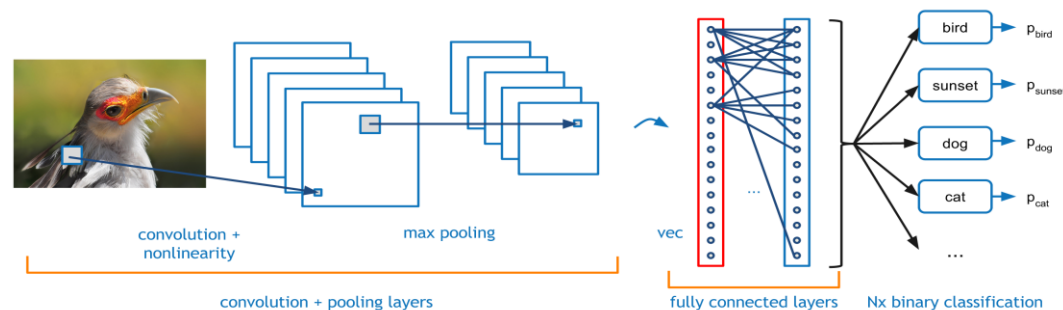 convolution +
nonlinearity
max pooling
convolution + pooling layers
vec
...
fully connected layers
bird
p_bird
sunset
p_sunse
dog
p_dog
cat
p_cat
...
Nx binary classification